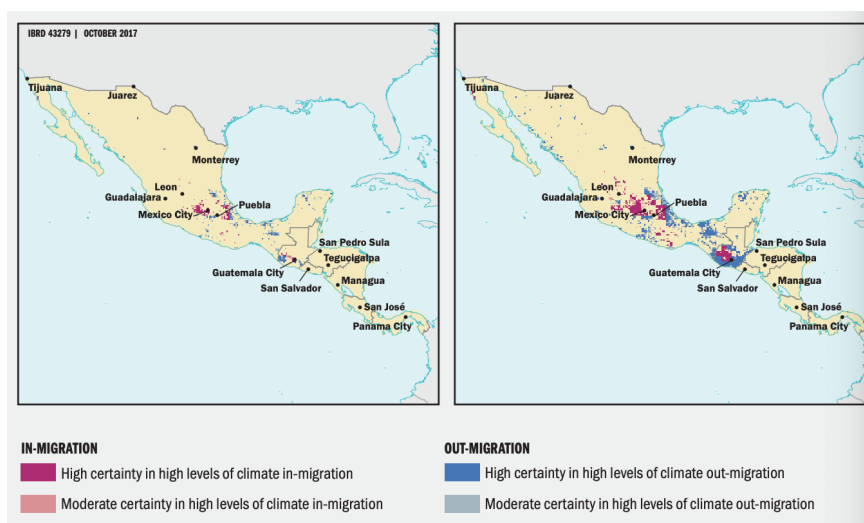 IBRD 43279 | OCTOBER 2017
Tijuana
Juarez
Monterrey
Leon
Guadalajara
Mexico City
Puebla
San Pedro Sula
Tegucigalpa
Guatemala City
San Salvador
Managua
San José
Panama City
Tijuana
Juarez
Monterrey
Leon
Guadalajara
Mexico City
Puebla
San Pedro Sula
Tegucigalpa
Guatemala City
San Salvador
Managua
San José
Panama City
IN-MIGRATION
High certainty in high levels of climate in-migration
Moderate certainty in high levels of climate in-migration
OUT-MIGRATION
High certainty in high levels of climate out-migration
Moderate certainty in high levels of climate out-migration